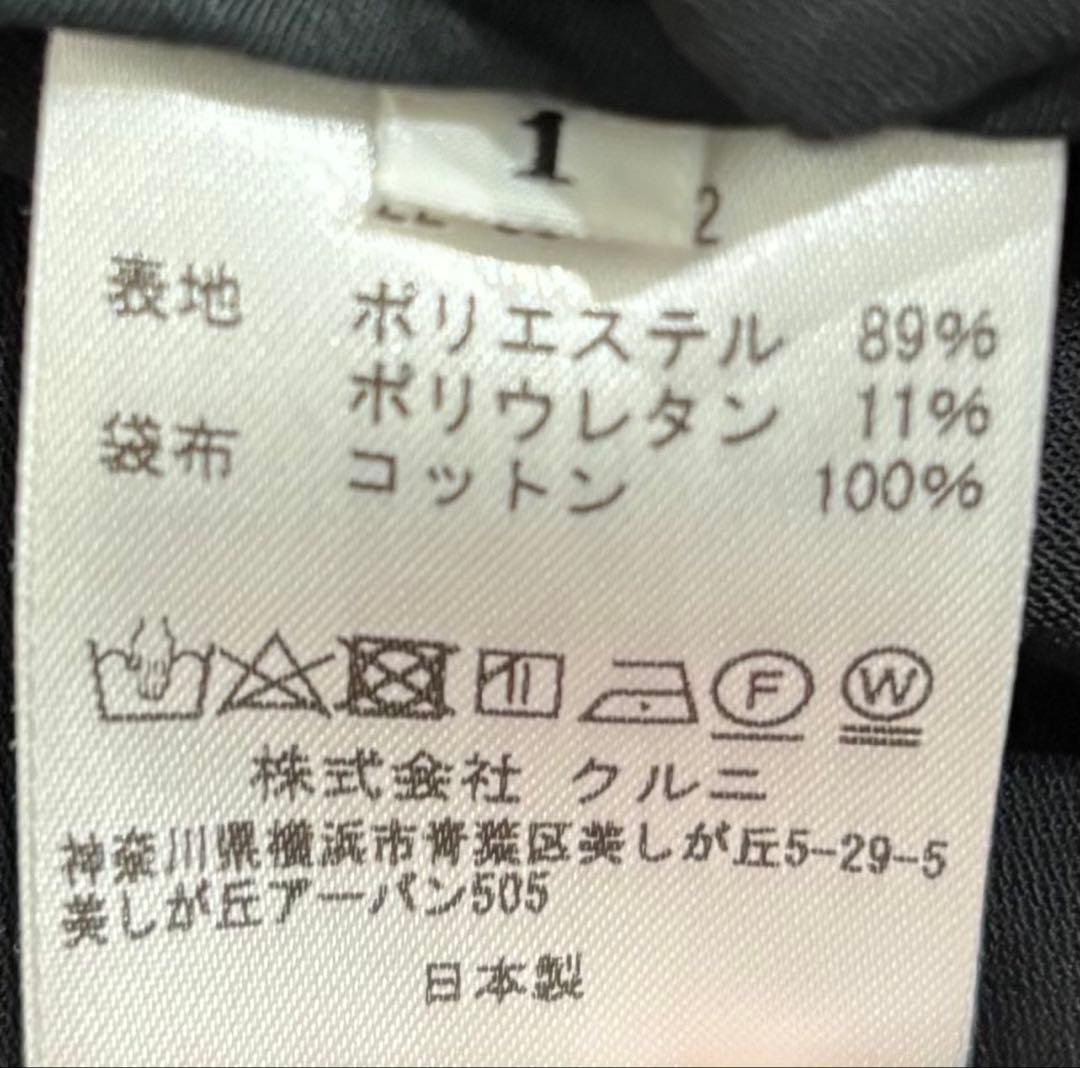 1
2
表地 ポリエステル 89%
ポリウレタン 11%
袋布 コットン 100%
F W
株式会社 クルニ
神奈川県横浜市青葉区美しが丘5-29-5
美しが丘アーバン505
日本製